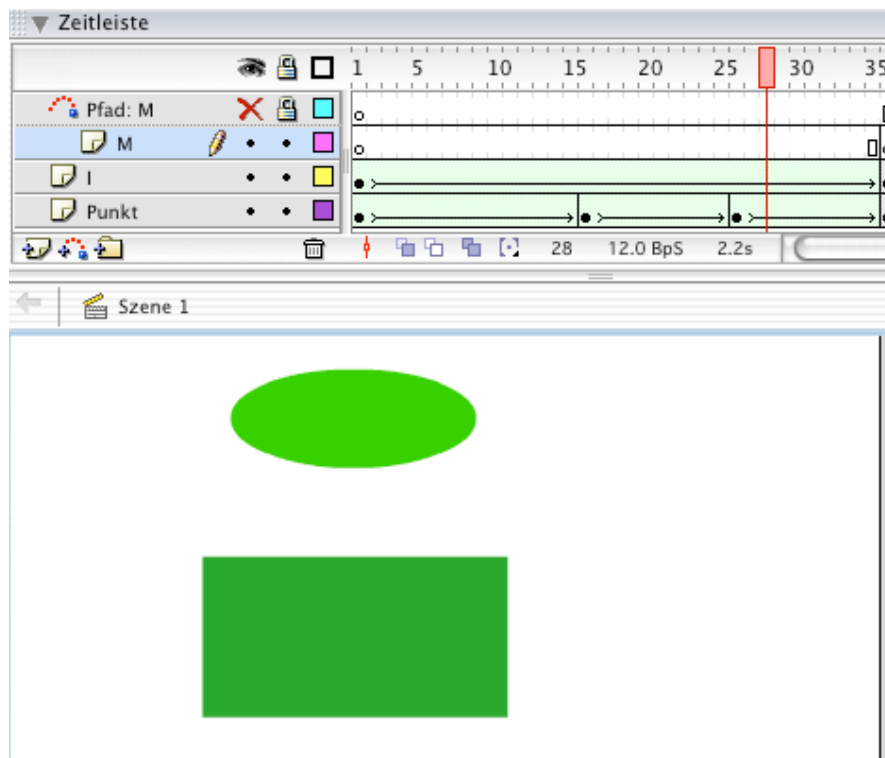 Zeitleiste
1 5 10 15 20 25 30 35
Pfad: M
M
I
Punkt
28 12.0 BpS 2.2s
Szene 1